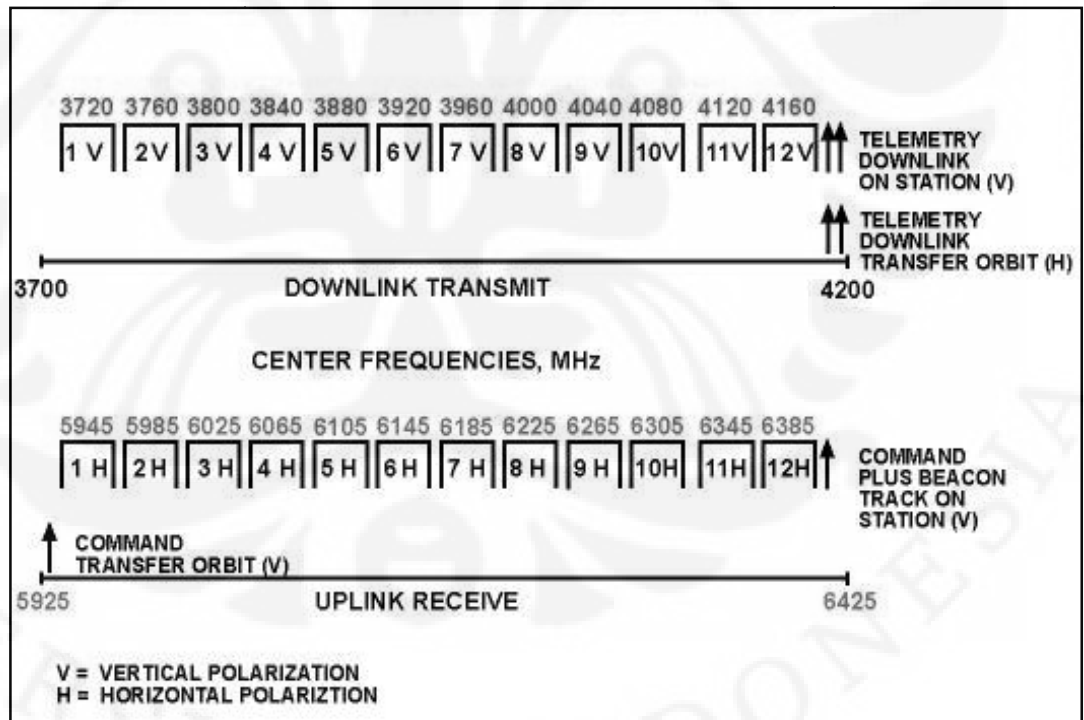 3720 3760 3800 3840 3880 3920 3960 4000 4040 4080 4120 4160
1 V 2V 3 V 4 V 5 V 6 V 7 V 8 V 9 V 10V 11V 12V
TELEMETRY
DOWNLINK
ON STATION (V)
TELEMETRY
DOWNLINK
TRANSFER ORBIT (H)
3700 DOWNLINK TRANSMIT 4200
CENTER FREQUENCIES, MHz
5945 5985 6025 6065 6105 6145 6185 6225 6265 6305 6345 6385
1 H 2H 3 H 4 H 5 H 6 H 7 H 8 H 9 H 10H 11H 12H
COMMAND
PLUS BEACON
TRACK ON
STATION (V)
COMMAND
TRANSFER ORBIT (V)
5925 UPLINK RECEIVE 6425
V = VERTICAL POLARIZATION
H = HORIZONTAL POLARIZTION